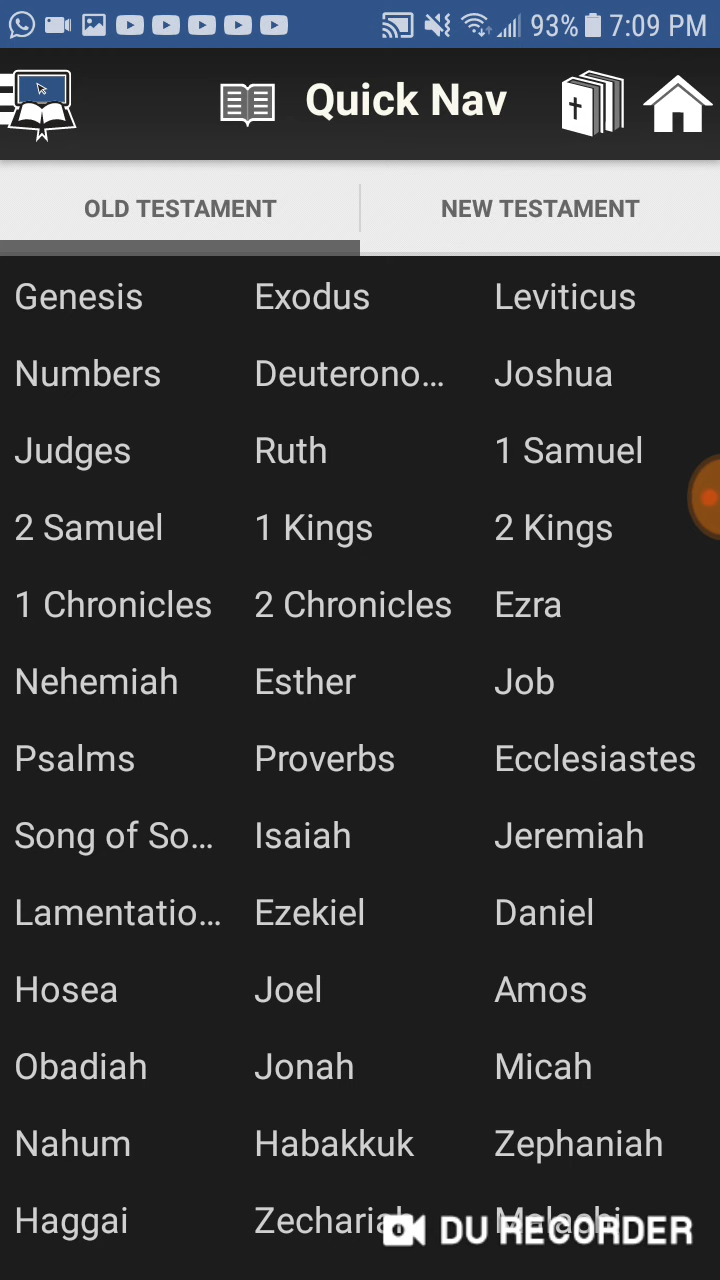 93% 7:09 PM
Quick Nav
OLD TESTAMENT NEW TESTAMENT
Genesis Exodus Leviticus
Numbers Deuterono... Joshua
Judges Ruth 1 Samuel
2 Samuel 1 Kings 2 Kings
1 Chronicles 2 Chronicles Ezra
Nehemiah Esther Job
Psalms Proverbs Ecclesiastes
Song of So... Isaiah Jeremiah
Lamentatio... Ezekiel Daniel
Hosea Joel Amos
Obadiah Jonah Micah
Nahum Habakkuk Zephaniah
Haggai Zechariah Malachi
DU RECORDER